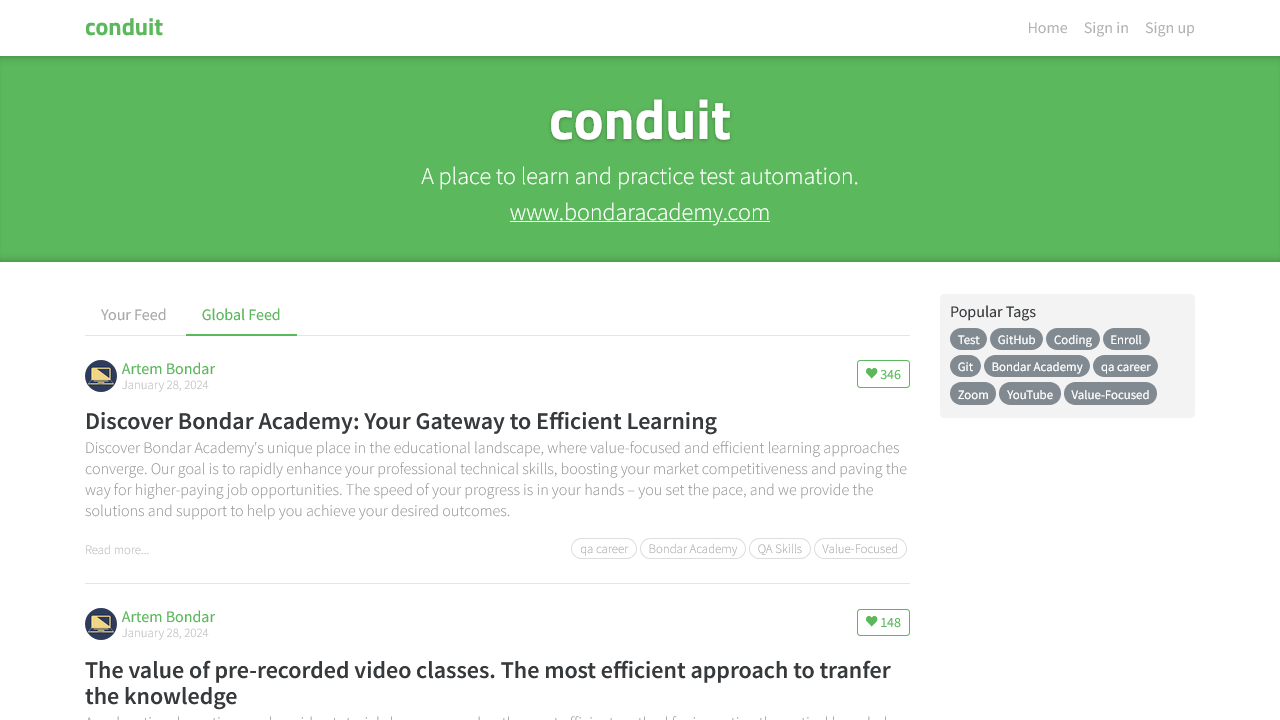 conduit
Home Sign in Sign up
conduit
A place to learn and practice test automation.
www.bondaracademy.com
Your Feed Global Feed
Artem Bondar
January 28, 2024
346
Discover Bondar Academy: Your Gateway to Efficient Learning
Discover Bondar Academy's unique place in the educational landscape, where value-focused and efficient learning approaches
converge. Our goal is to rapidly enhance your professional technical skills, boosting your market competitiveness and paving the
way for higher-paying job opportunities. The speed of your progress is in your hands – you set the pace, and we provide the
solutions and support to help you achieve your desired outcomes.
Read more...
qa career Bondar Academy QA Skills Value-Focused
Artem Bondar
January 28, 2024
148
The value of pre-recorded video classes. The most efficient approach to tranfer
the knowledge
Popular Tags
Test GitHub Coding Enroll
Git Bondar Academy qa career
Zoom YouTube Value-Focused